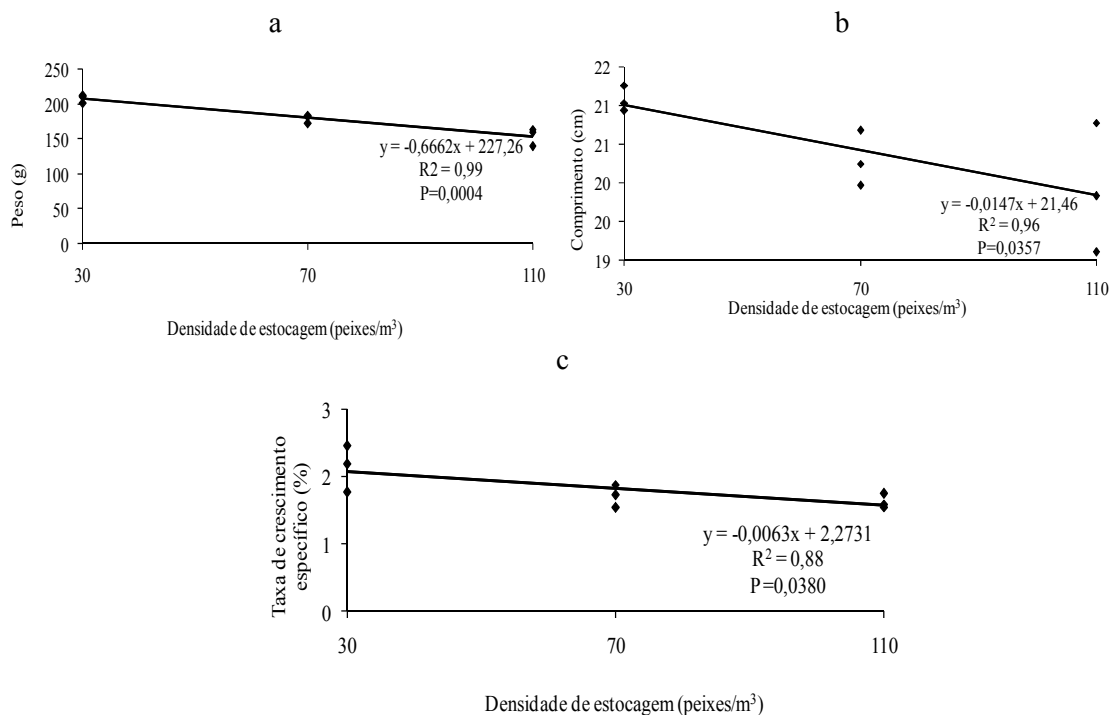 a
250
200
150
100
50
0
Peso (g)
y = -0,6662x + 227,26
R2 = 0,99
P=0,0004
30 70 110
Densidade de estocagem (peixes/m³)
b
22
21
21
20
20
19
Comprimento (cm)
y = -0,0147x + 21,46
R² = 0,96
P=0,0357
30 70 110
Densidade de estocagem (peixes/m³)
c
3
2
1
0
Taxa de crescimento
específico (%)
y = -0,0063x + 2,2731
R² = 0,88
P=0,0380
30 70 110
Densidade de estocagem (peixes/m³)